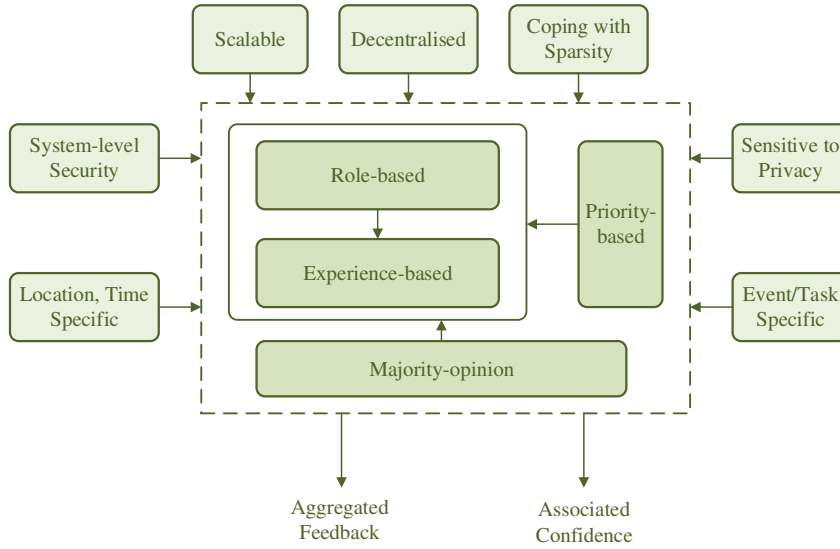 Scalable
Decentralised
Coping with
Sparsity
System-level
Security
Sensitive to
Privacy
Role-based
Priority-
based
Experience-based
Location, Time
Specific
Event/Task
Specific
Majority-opinion
Aggregated
Feedback
Associated
Confidence